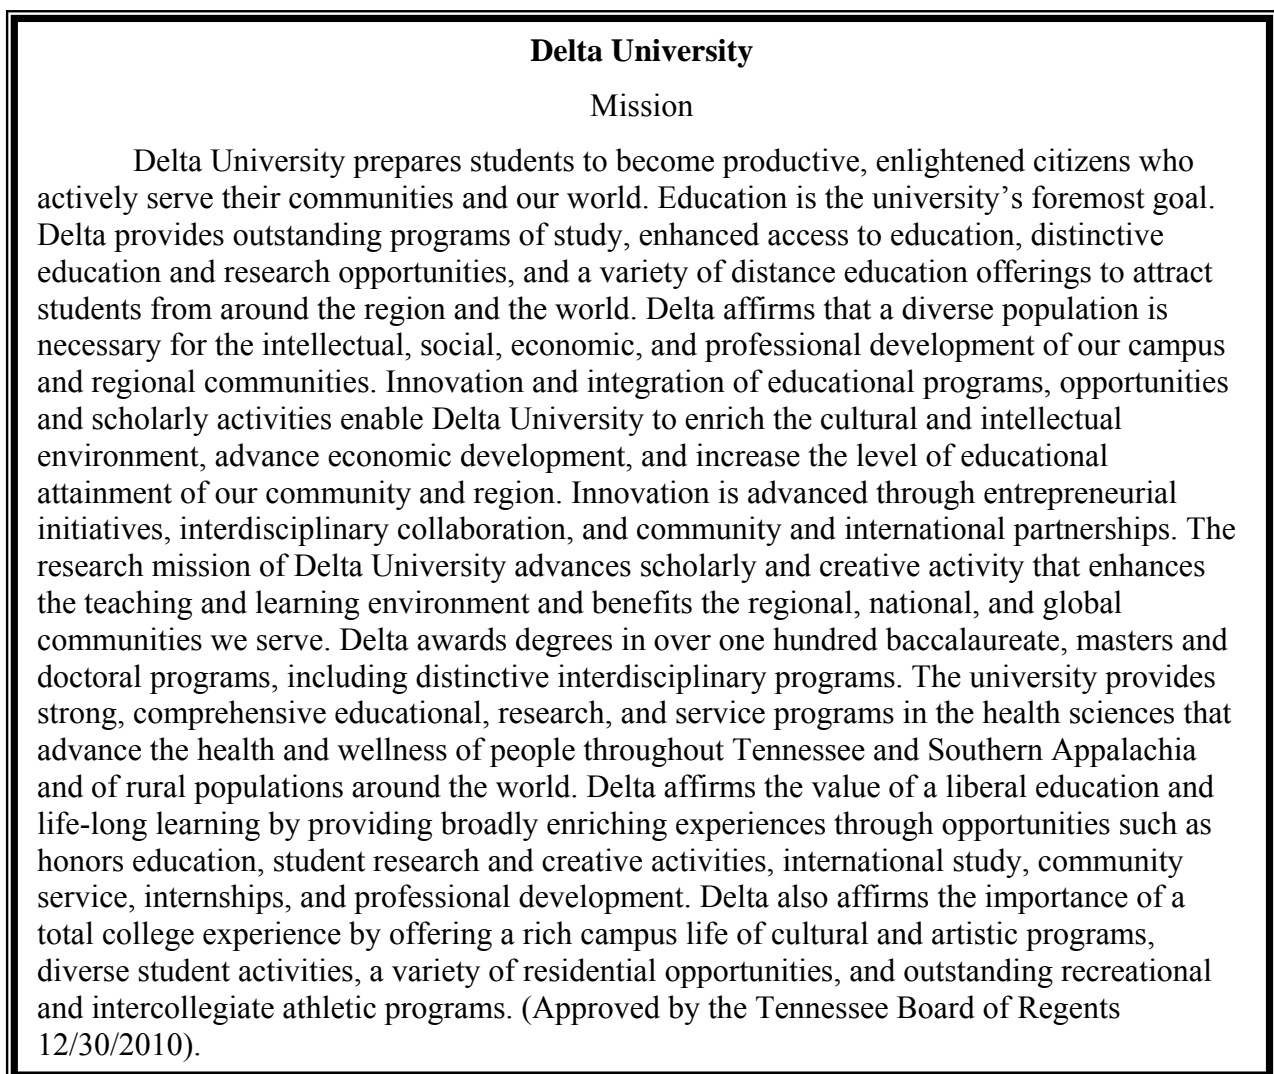 Delta University
Mission
Delta University prepares students to become productive, enlightened citizens who
actively serve their communities and our world. Education is the university’s foremost goal.
Delta provides outstanding programs of study, enhanced access to education, distinctive
education and research opportunities, and a variety of distance education offerings to attract
students from around the region and the world. Delta affirms that a diverse population is
necessary for the intellectual, social, economic, and professional development of our campus
and regional communities. Innovation and integration of educational programs, opportunities
and scholarly activities enable Delta University to enrich the cultural and intellectual
environment, advance economic development, and increase the level of educational
attainment of our community and region. Innovation is advanced through entrepreneurial
initiatives, interdisciplinary collaboration, and community and international partnerships. The
research mission of Delta University advances scholarly and creative activity that enhances
the teaching and learning environment and benefits the regional, national, and global
communities we serve. Delta awards degrees in over one hundred baccalaureate, masters and
doctoral programs, including distinctive interdisciplinary programs. The university provides
strong, comprehensive educational, research, and service programs in the health sciences that
advance the health and wellness of people throughout Tennessee and Southern Appalachia
and of rural populations around the world. Delta affirms the value of a liberal education and
life-long learning by providing broadly enriching experiences through opportunities such as
honors education, student research and creative activities, international study, community
service, internships, and professional development. Delta also affirms the importance of a
total college experience by offering a rich campus life of cultural and artistic programs,
diverse student activities, a variety of residential opportunities, and outstanding recreational
and intercollegiate athletic programs. (Approved by the Tennessee Board of Regents
12/30/2010).